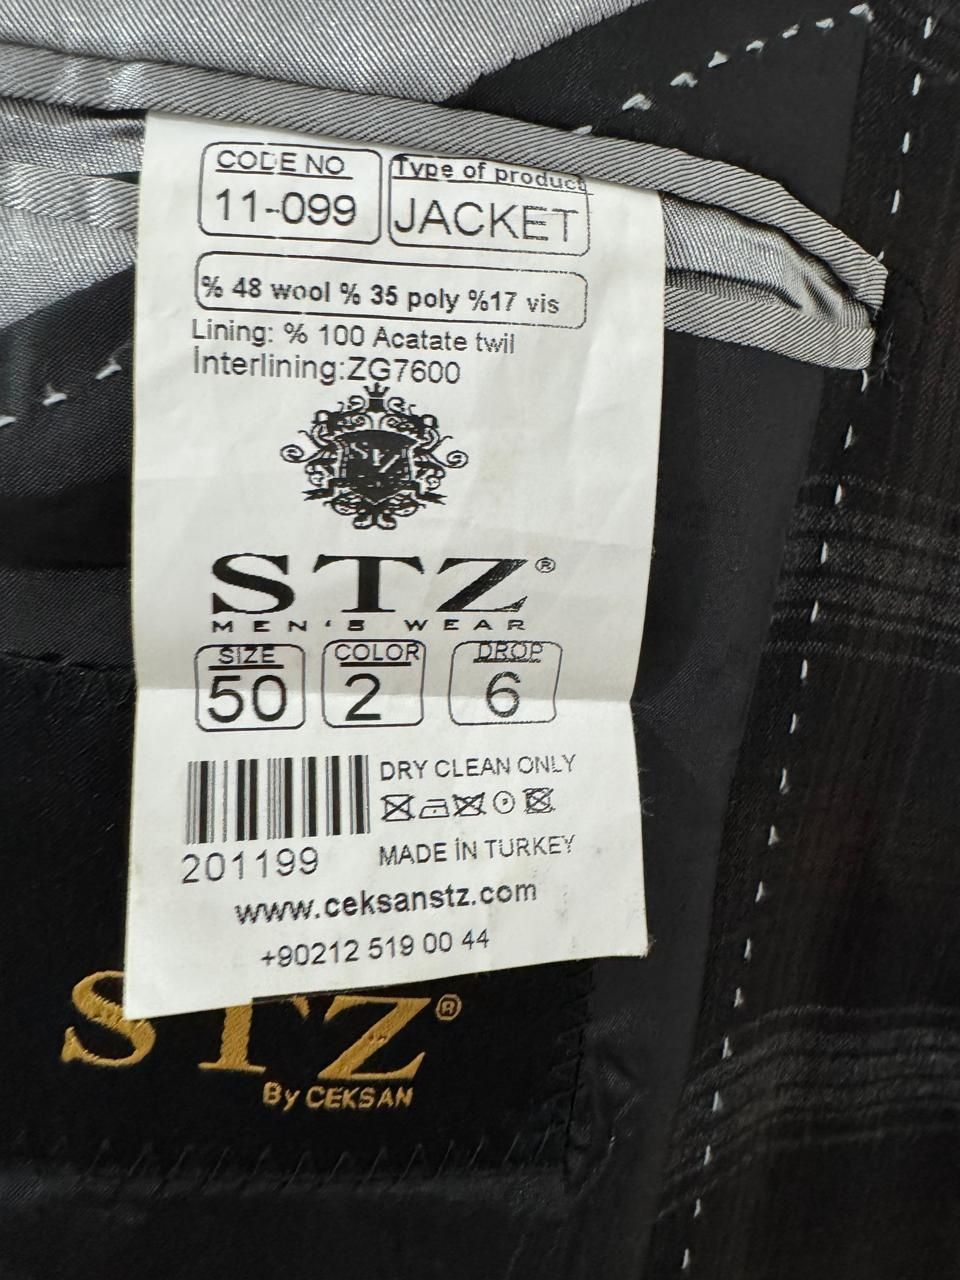 CODE NO
11-099
Type of product
JACKET
% 48 wool % 35 poly %17 vis
Lining: % 100 Acatate twil
İnterlining:ZG7600
STZ
STZ®
MEN'S WEAR
SIZE
50
COLOR
2
DROP
6
DRY CLEAN ONLY
201199
MADE İN TURKEY
www.ceksanstz.com
+90212 519 00 44
STZ®
By CEKSAN